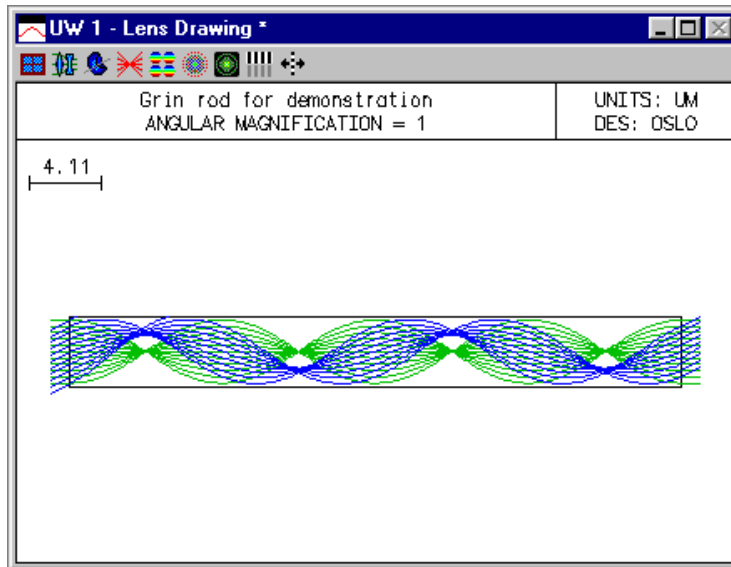 UW 1 - Lens Drawing *
Grin rod for demonstration
ANGULAR MAGNIFICATION = 1
UNITS: UM
DES: OSLO
4.11